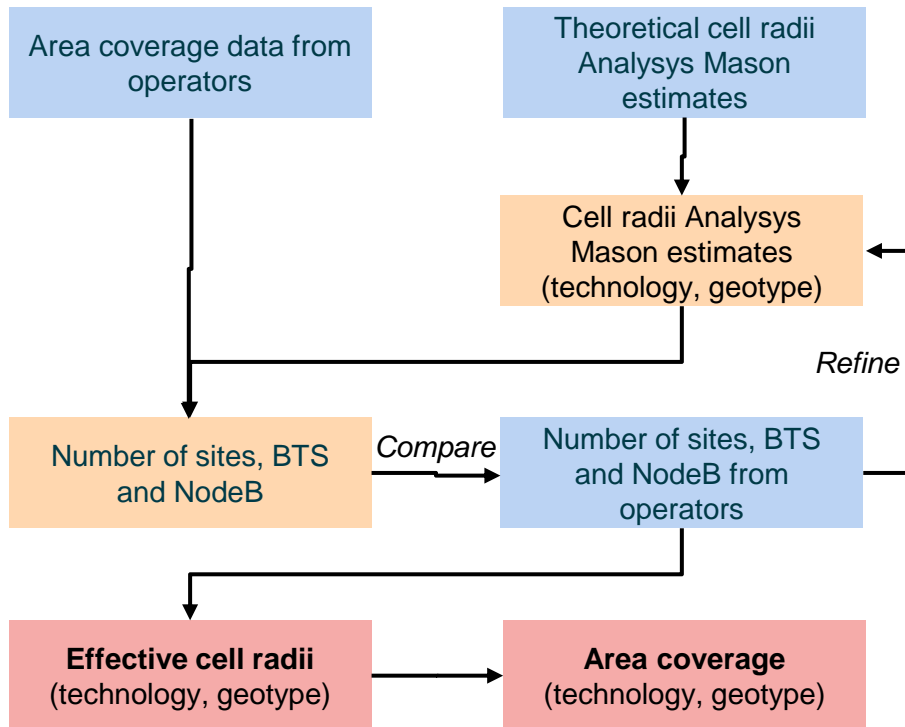 Area coverage data from
operators
Theoretical cell radii
Analysys Mason
estimates
Cell radii Analysys
Mason estimates
(technology, geotype)
Refine
Number of sites, BTS
and NodeB
Compare
Number of sites, BTS
and NodeB from
operators
Effective cell radii
(technology, geotype)
Area coverage
(technology, geotype)